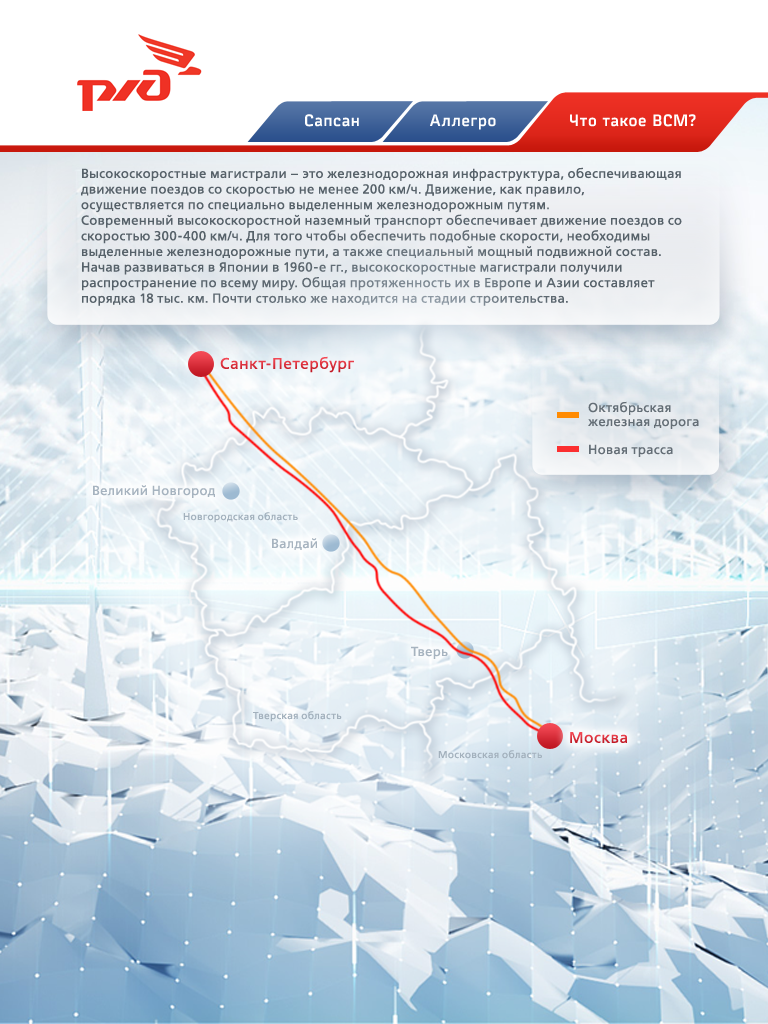 ржд
Сапсан
Аллегро
Что такое ВСМ?
Высокоскоростные магистрали – это железнодорожная инфраструктура, обеспечивающая
движение поездов со скоростью не менее 200 км/ч. Движение, как правило,
осуществляется по специально выделенным железнодорожным путям.
Современный высокоскоростной наземный транспорт обеспечивает движение поездов со
скоростью 300-400 км/ч. Для того чтобы обеспечить подобные скорости, необходимы
выделенные железнодорожные пути, а также специальный мощный подвижной состав.
Начав развиваться в Японии в 1960-е гг., высокоскоростные магистрали получили
распространение по всему миру. Общая протяженность их в Европе и Азии составляет
порядка 18 тыс. км. Почти столько же находится на стадии строительства.
Санкт-Петербург
Октябрьская
железная дорога
Новая трасса
Великий Новгород
Новгородская область
Валдай
Тверь
Тверская область
Москва
Московская область